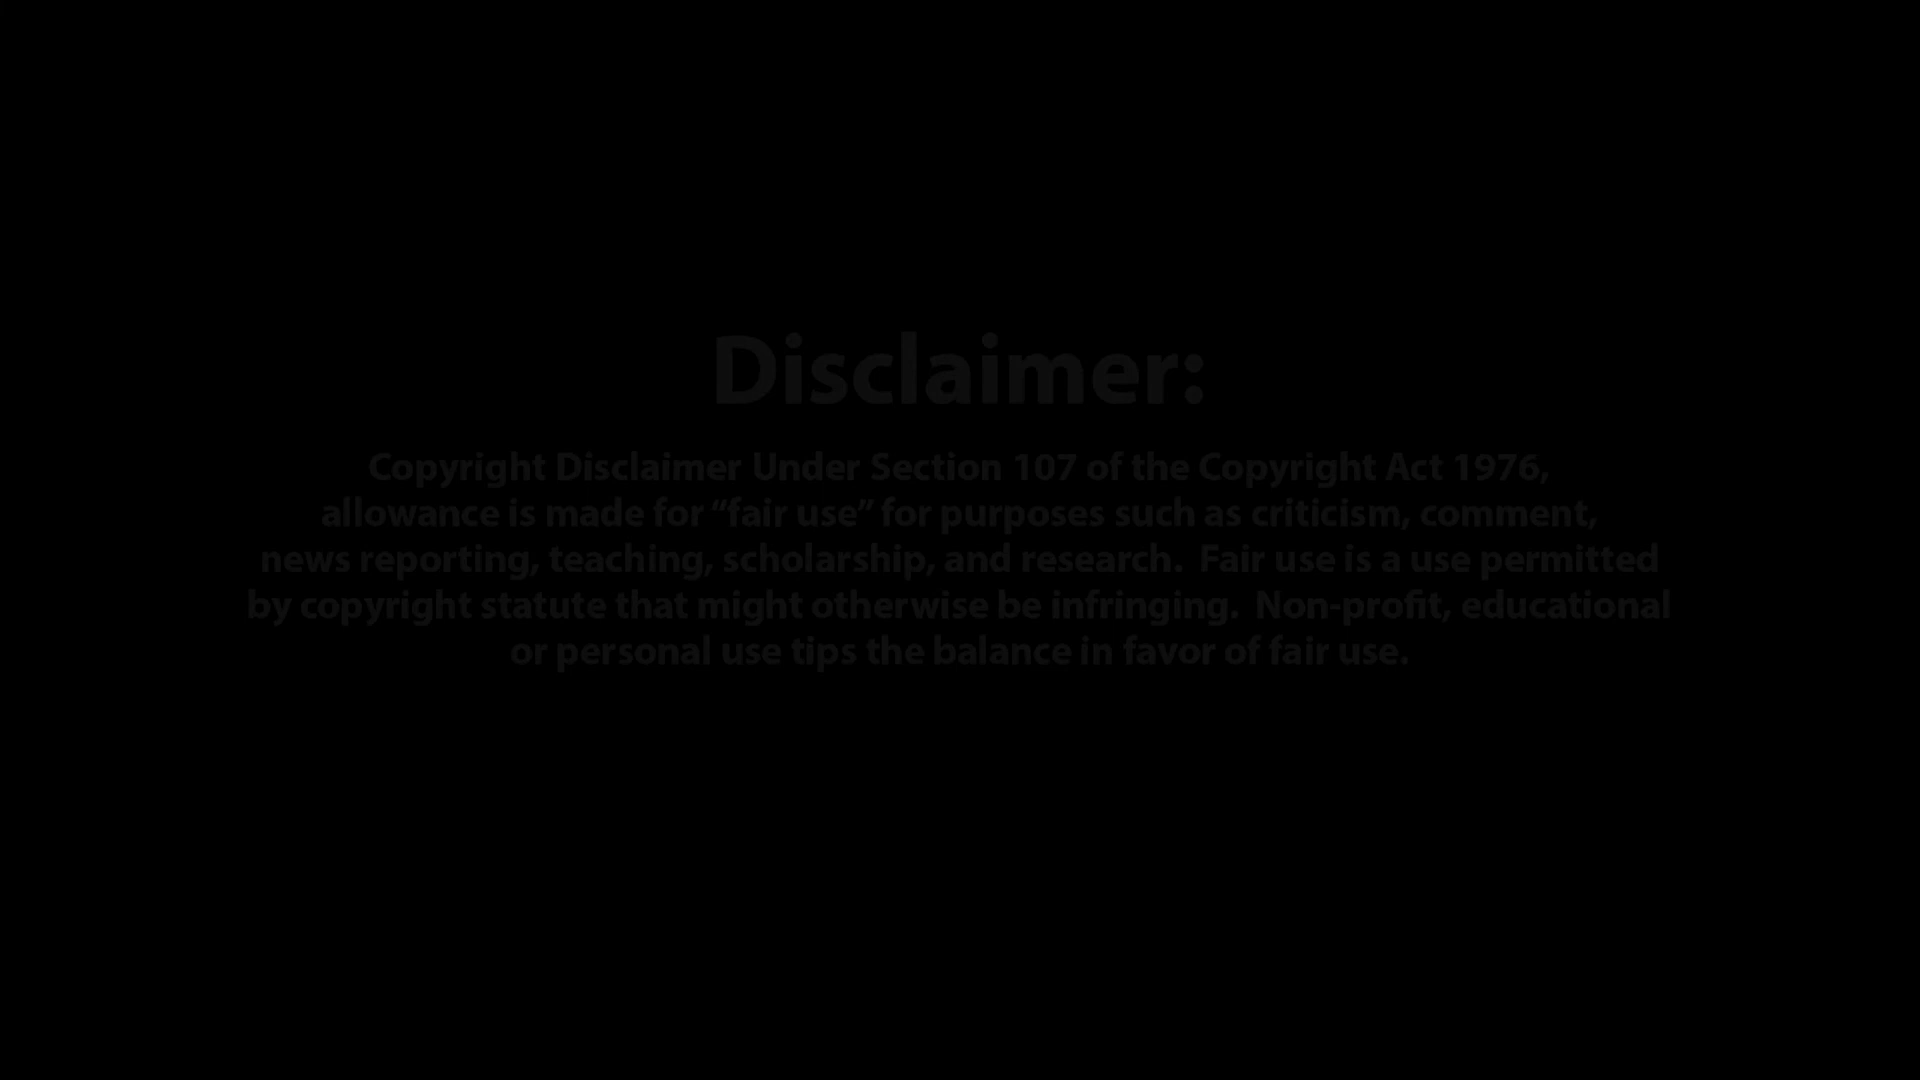 Disclaimer:
Copyright Disclaimer Under Section 107 of the Copyright Act 1976,
allowance is made for “fair use” for purposes such as criticism, comment,
news reporting, teaching, scholarship, and research.  Fair use is a use permitted
by copyright statute that might otherwise be infringing.  Non-profit, educational
or personal use tips the balance in favor of fair use.